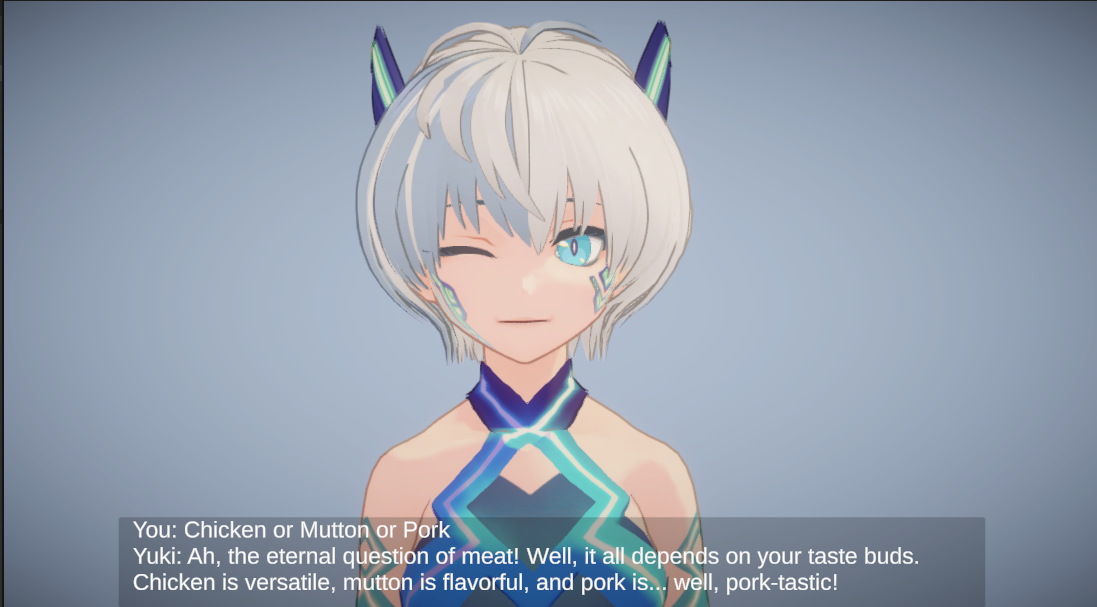 You: Chicken or Mutton or Pork
Yuki: Ah, the eternal question of meat! Well, it all depends on your taste buds.
Chicken is versatile, mutton is flavorful, and pork is... well, pork-tastic!